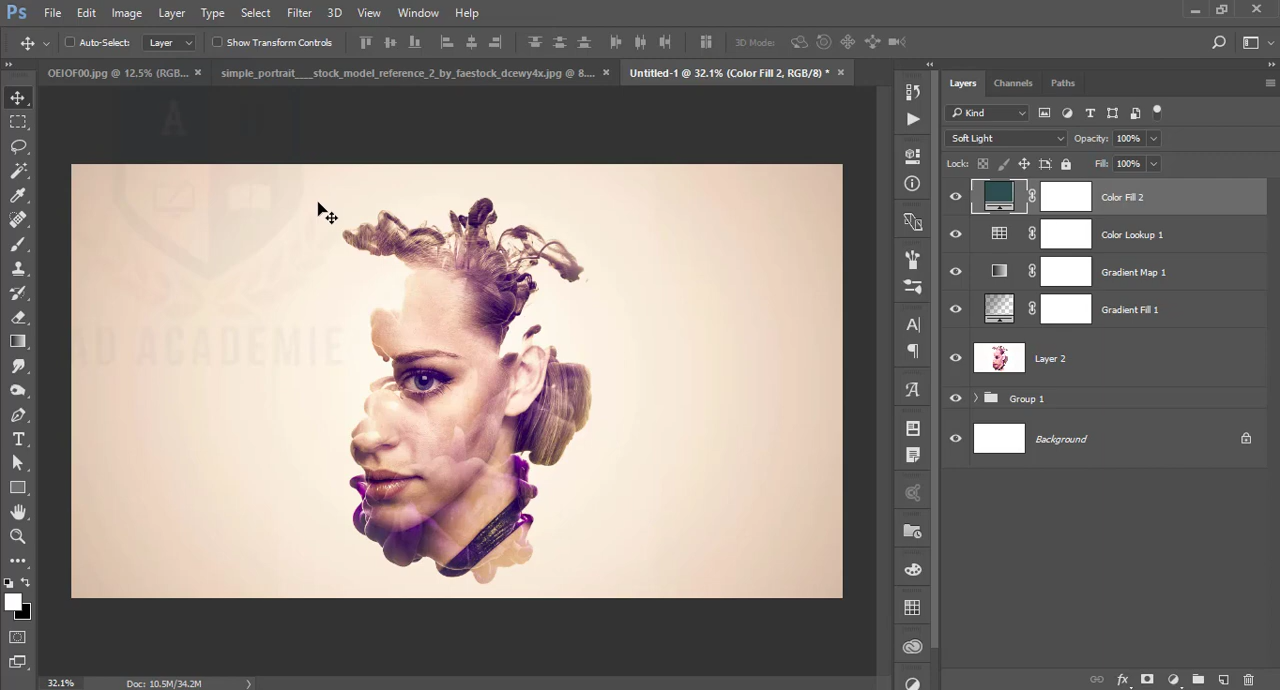 Ps File Edit Image Layer Type Select Filter 3D View Window Help
Auto-Select: Layer Show Transform Controls 3D Mode:
OEIOF00.jpg @ 12.5% (RGB... × simple_portrait___stock_model_reference_2_by_faestock_dcewy4x.jpg @ 8.... × Untitled-1 @ 32.1% (Color Fill 2, RGB/8) * ×
Layers Channels Paths
Kind
Soft Light Opacity: 100%
Lock: Fill: 100%
Color Fill 2
Color Lookup 1
Gradient Map 1
Gradient Fill 1
Layer 2
Group 1
Background
A
AD ACADEMIE
32.1% Doc: 10.5M/34.2M